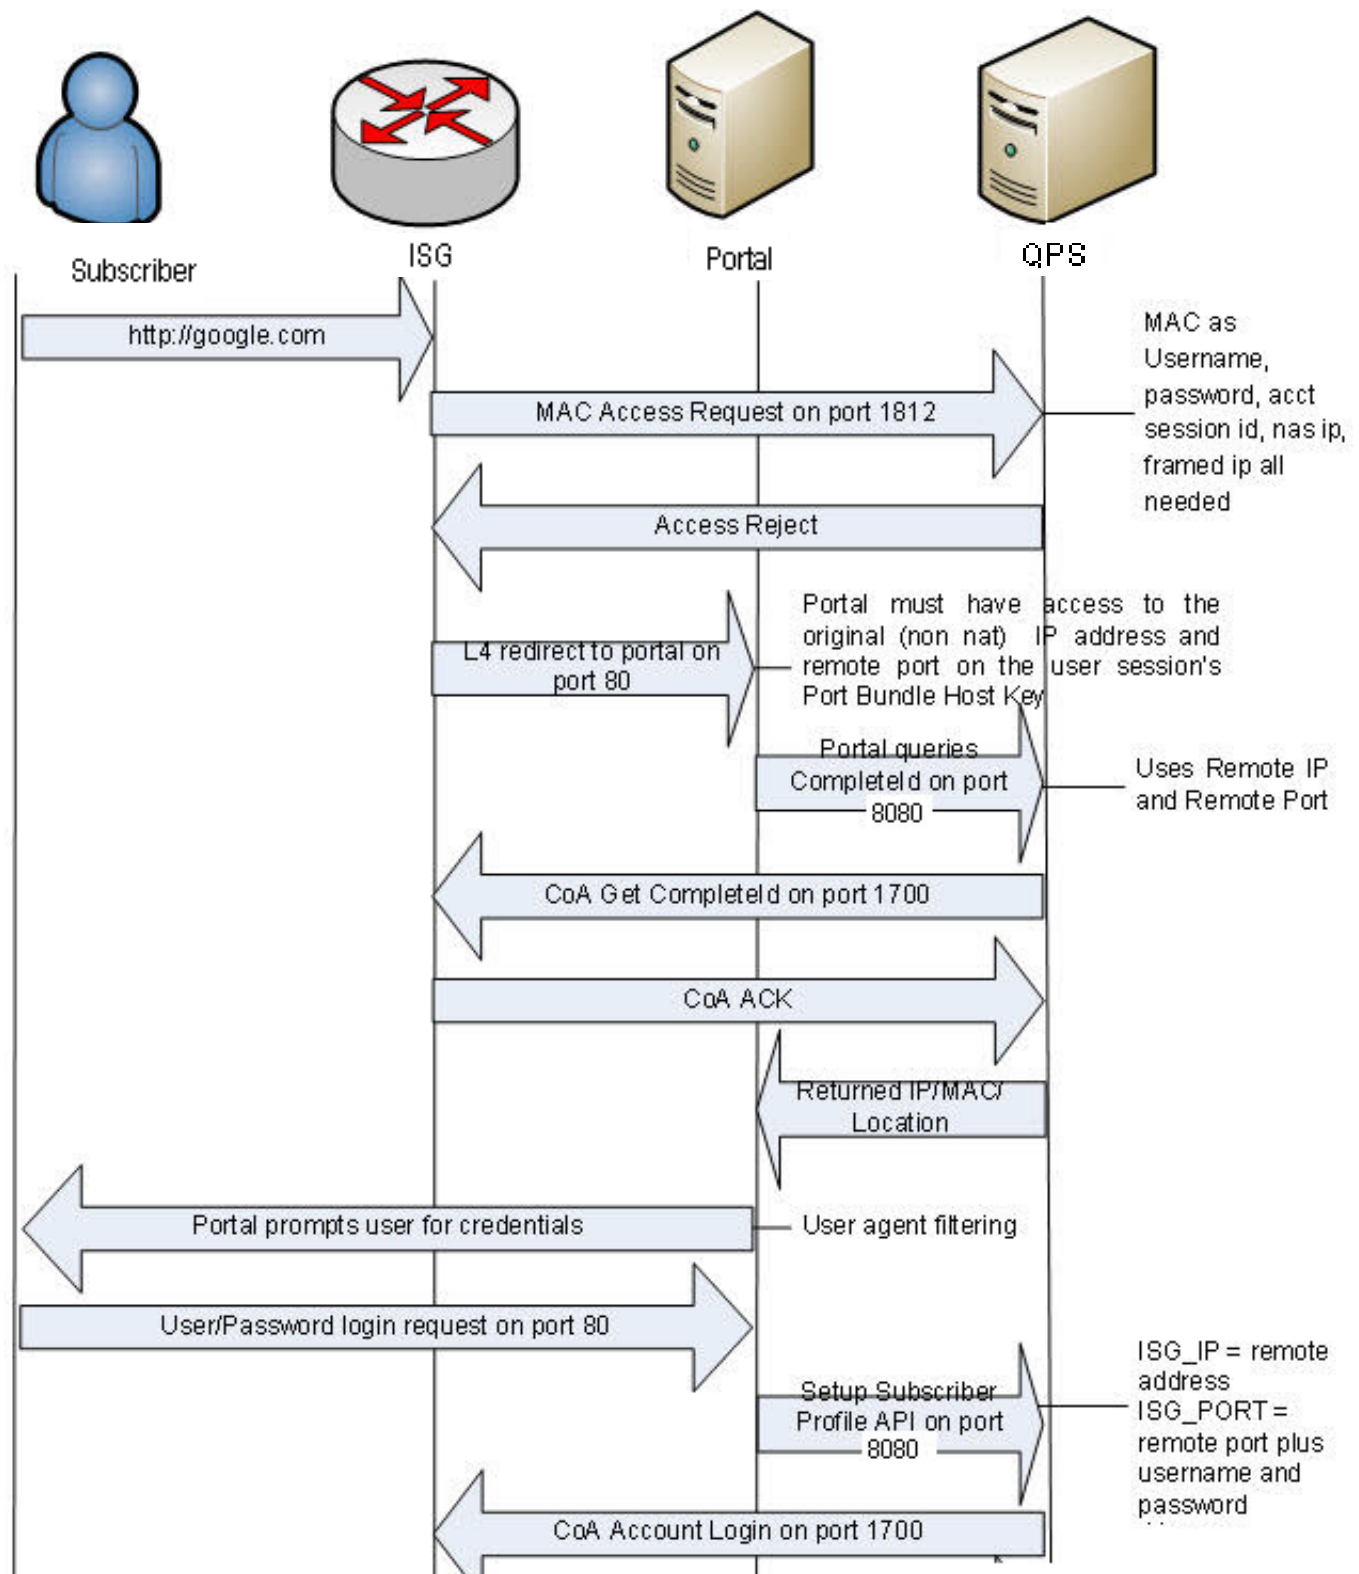 Subscriber
ISG
Portal
QPS
http://google.com
MAC Access Request on port 1812
MAC as
Username,
password, acct
session id, nas ip,
framed ip all
needed
Access Reject
L4 redirect to portal on
port 80
Portal must have access to the
original (non nat) IP address and
remote port on the user session's
Port Bundle Host Key
Portal queries
CompleteId on port
8080
Uses Remote IP
and Remote Port
CoA Get CompleteId on port 1700
CoA ACK
Returned IP/MAC/
Location
Portal prompts user for credentials
User agent filtering
User/Password login request on port 80
Setup Subscriber
Profile API on port
8080
ISG_IP = remote
address
ISG_PORT =
remote port plus
username and
password
CoA Account Login on port 1700